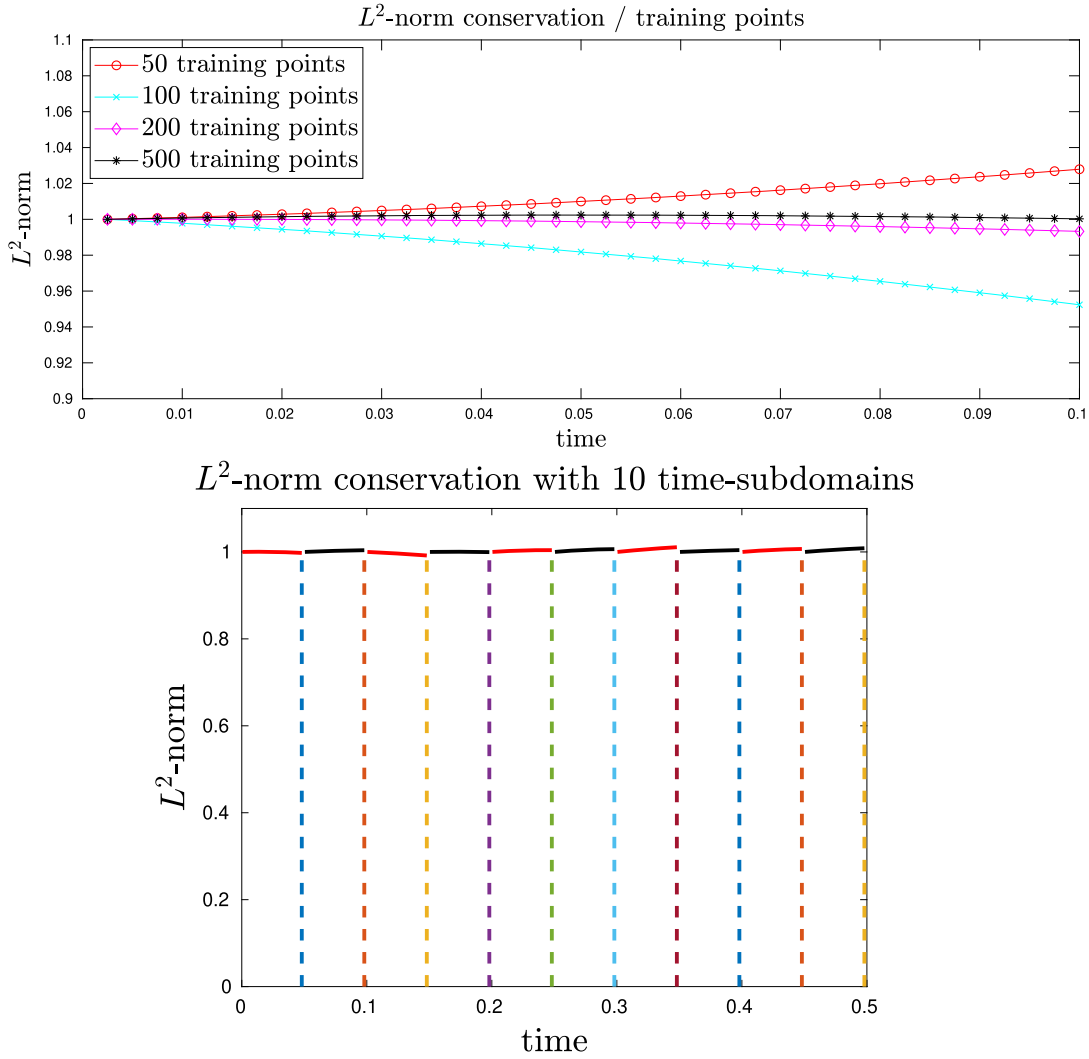 L²-norm conservation / training points
1.1
1.08
1.06
1.04
1.02
1
0.98
0.96
0.94
0.92
0.9
L²-norm
50 training points
100 training points
200 training points
500 training points
0 0.01 0.02 0.03 0.04 0.05 0.06 0.07 0.08 0.09 0.1
time
L²-norm conservation with 10 time-subdomains
1
0.8
0.6
0.4
0.2
0
L²-norm
0 0.1 0.2 0.3 0.4 0.5
time